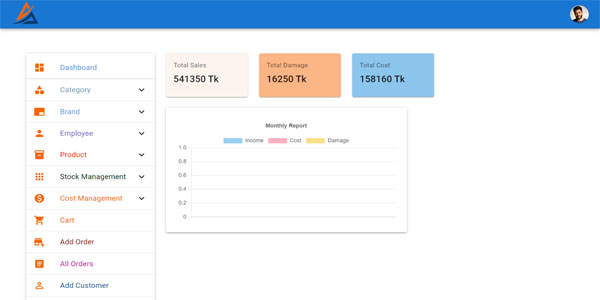 Dashboard
Category
Brand
Employee
Product
Stock Management
Cost Management
Cart
Add Order
All Orders
Add Customer
Total Sales
541350 Tk
Total Damage
16250 Tk
Total Cost
158160 Tk
Monthly Report
Income Cost Damage
1.0
0.8
0.6
0.4
0.2
0